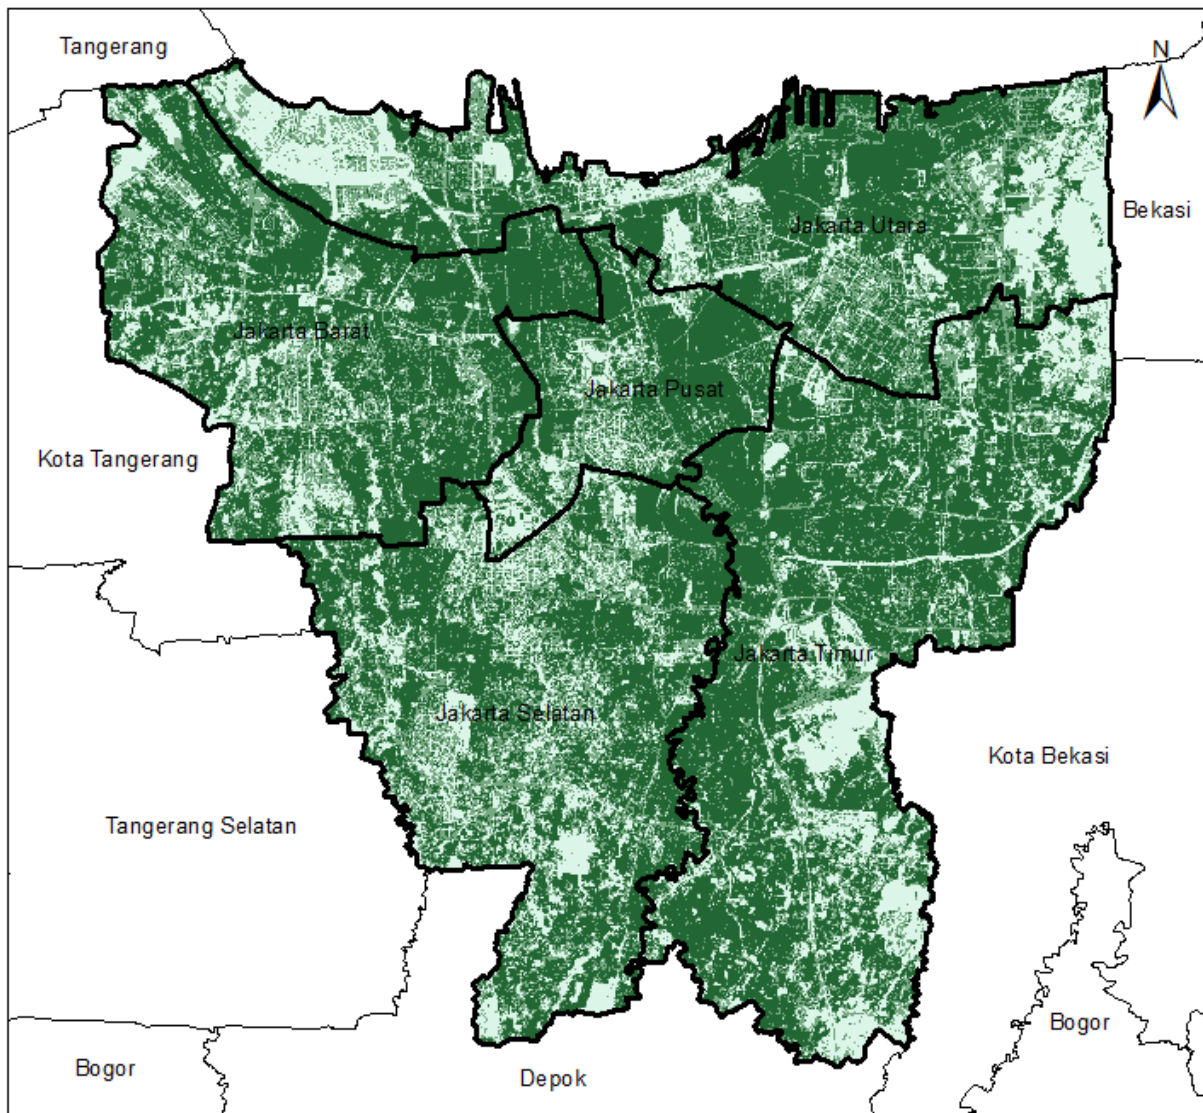 Tangerang
N
Bekasi
Jakarta Utara
Jakarta Barat
Jakarta Pusat
Kota Tangerang
Jakarta Timur
Jakarta Selatan
Kota Bekasi
Tangerang Selatan
Bogor
Bogor
Depok